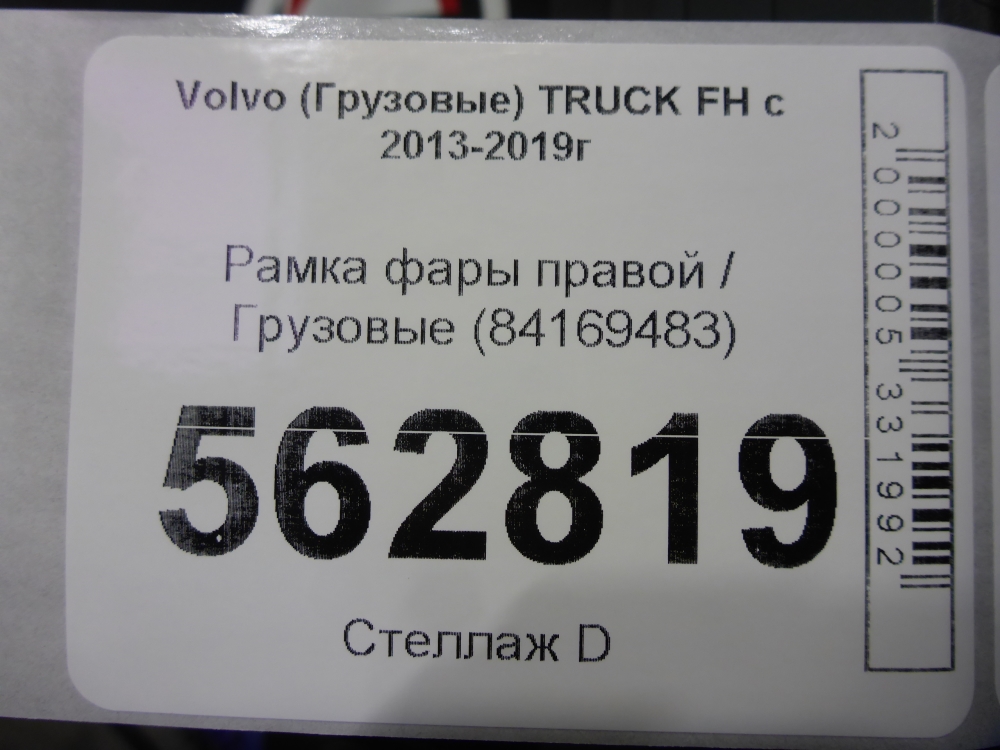 Volvo (Грузовые) TRUCK FH с
2013-2019г
Рамка фары правой /
Грузовые (84169483)
562819
Стеллаж D
2000005331992